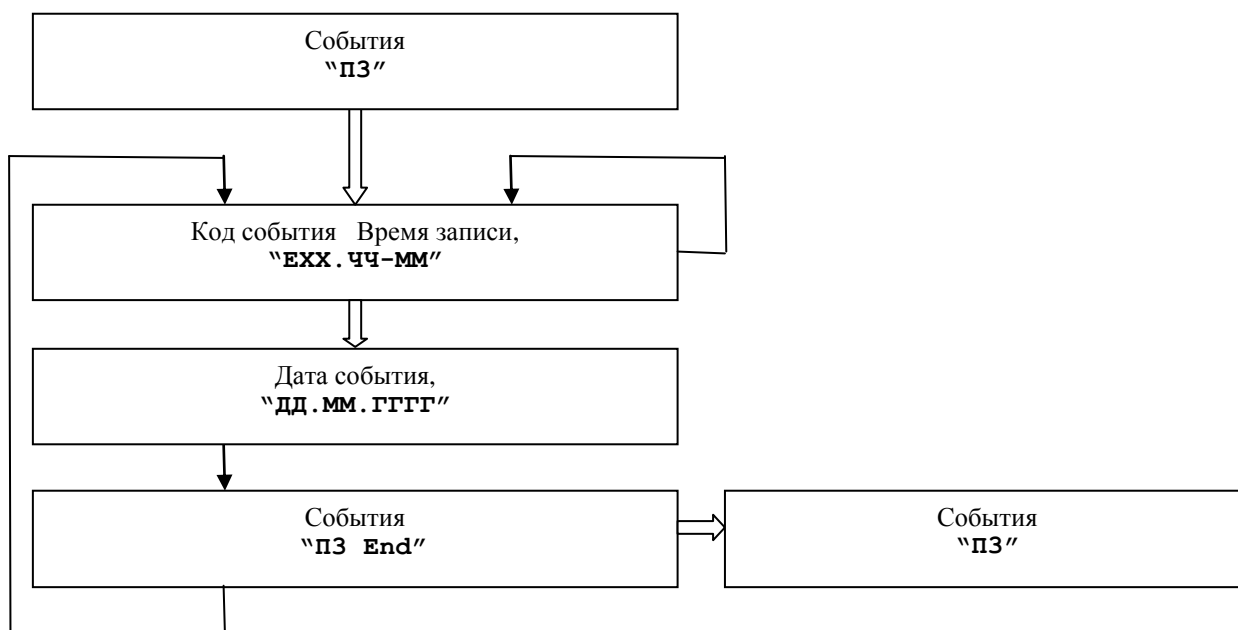 События
“ПЗ”
Код события Время записи,
“ЕХХ.ЧЧ-ММ”
Дата события,
“ДД.ММ.ГГГГ”
События
“ПЗ End”
События
“ПЗ”